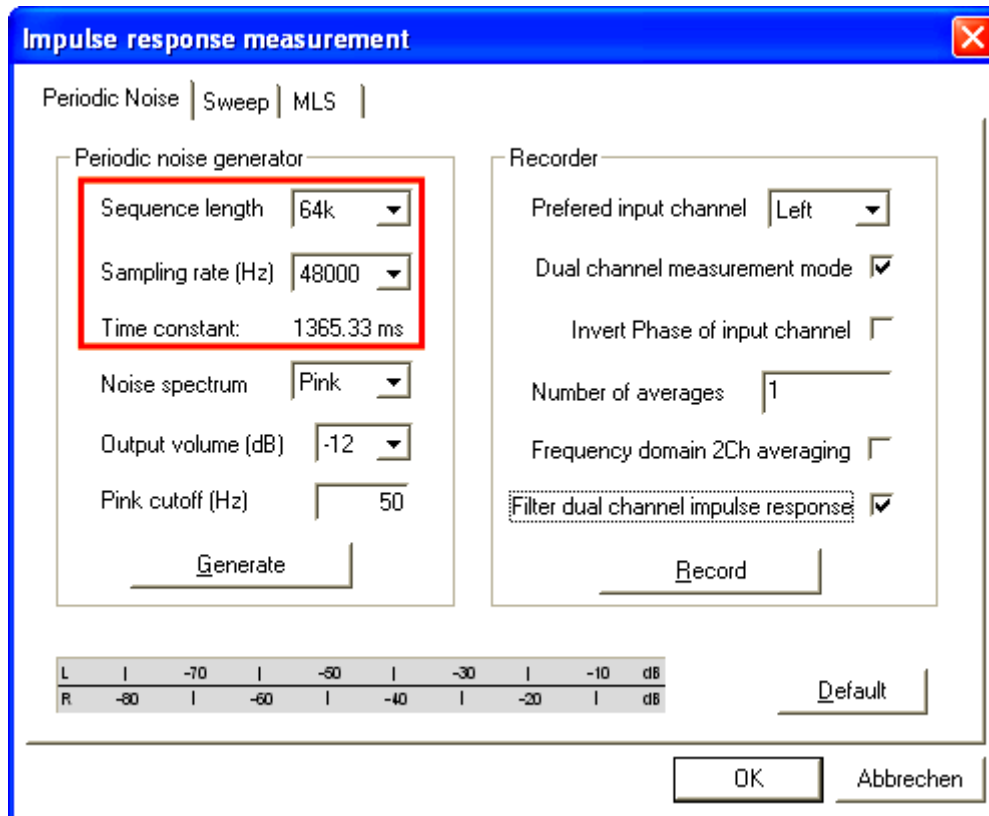 Impulse response measurement
Periodic Noise
Sweep
MLS
Periodic noise generator
Sequence length 64k
Sampling rate (Hz) 48000
Time constant: 1365.33 ms
Noise spectrum Pink
Output volume (dB) -12
Pink cutoff (Hz) 50
Generate
Recorder
Prefered input channel Left
Dual channel measurement mode
Invert Phase of input channel
Number of averages 1
Frequency domain 2Ch averaging
Filter dual channel impulse response
Record
L | -70 | -50 | -30 | -10 dB
R -80 | -60 | -40 | -20 | dB
Default
OK
Abbrechen